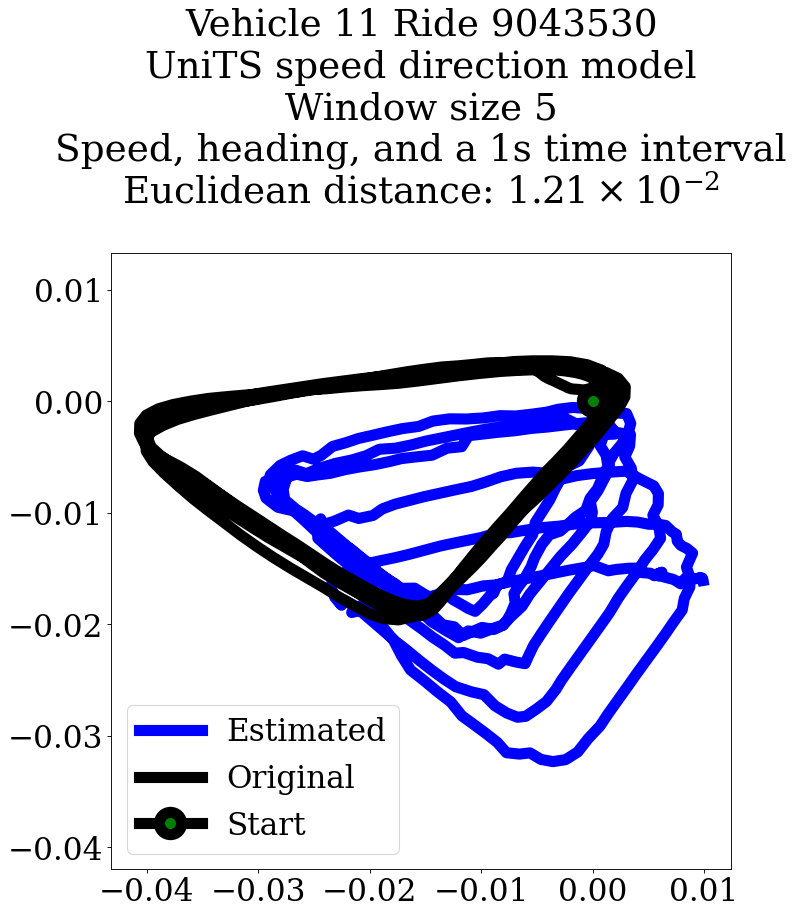 Vehicle 11 Ride 9043530
UniTS speed direction model
Window size 5
Speed, heading, and a 1s time interval
Euclidean distance: 1.21 × 10⁻²
0.01
0.00
−0.01
−0.02
−0.03
−0.04
Estimated
Original
Start
−0.04 −0.03 −0.02 −0.01 0.00 0.01